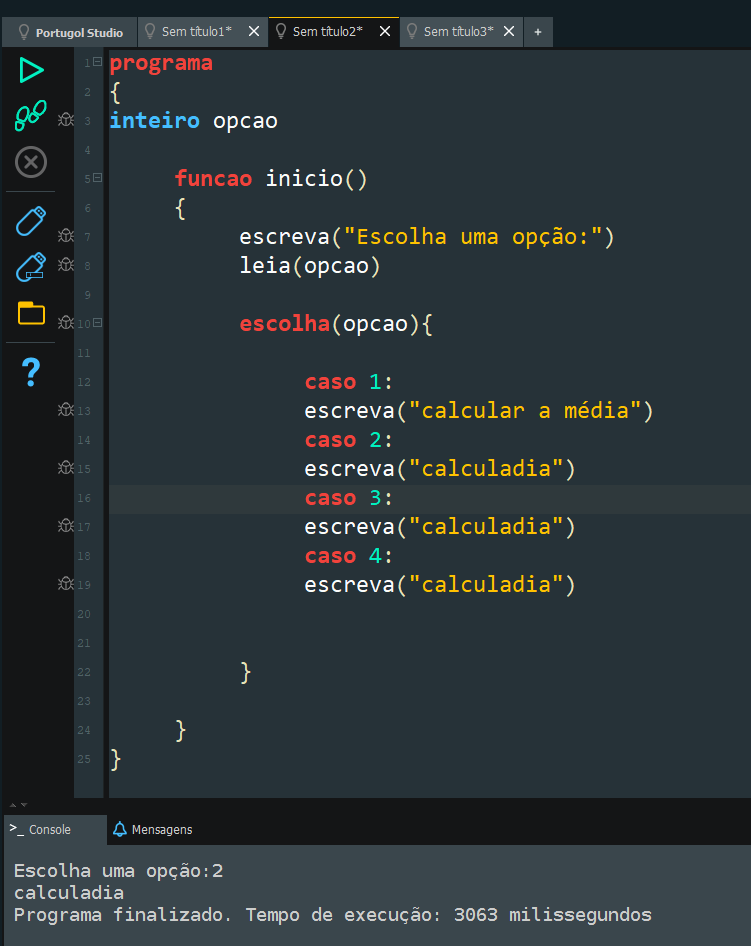 Portugol Studio Sem título1* Sem título2* Sem título3* +
1 programa
2 {
3 inteiro opcao
4
5 funcao inicio()
6 {
7 escreva("Escolha uma opção:")
8 leia(opcao)
9
10 escolha(opcao){
11
12 caso 1:
13 escreva("calcular a média")
14 caso 2:
15 escreva("calculadia")
16 caso 3:
17 escreva("calculadia")
18 caso 4:
19 escreva("calculadia")
20
21
22 }
23
24 }
25 }
>_ Console Mensagens
Escolha uma opção:2
calculadia
Programa finalizado. Tempo de execução: 3063 milissegundos